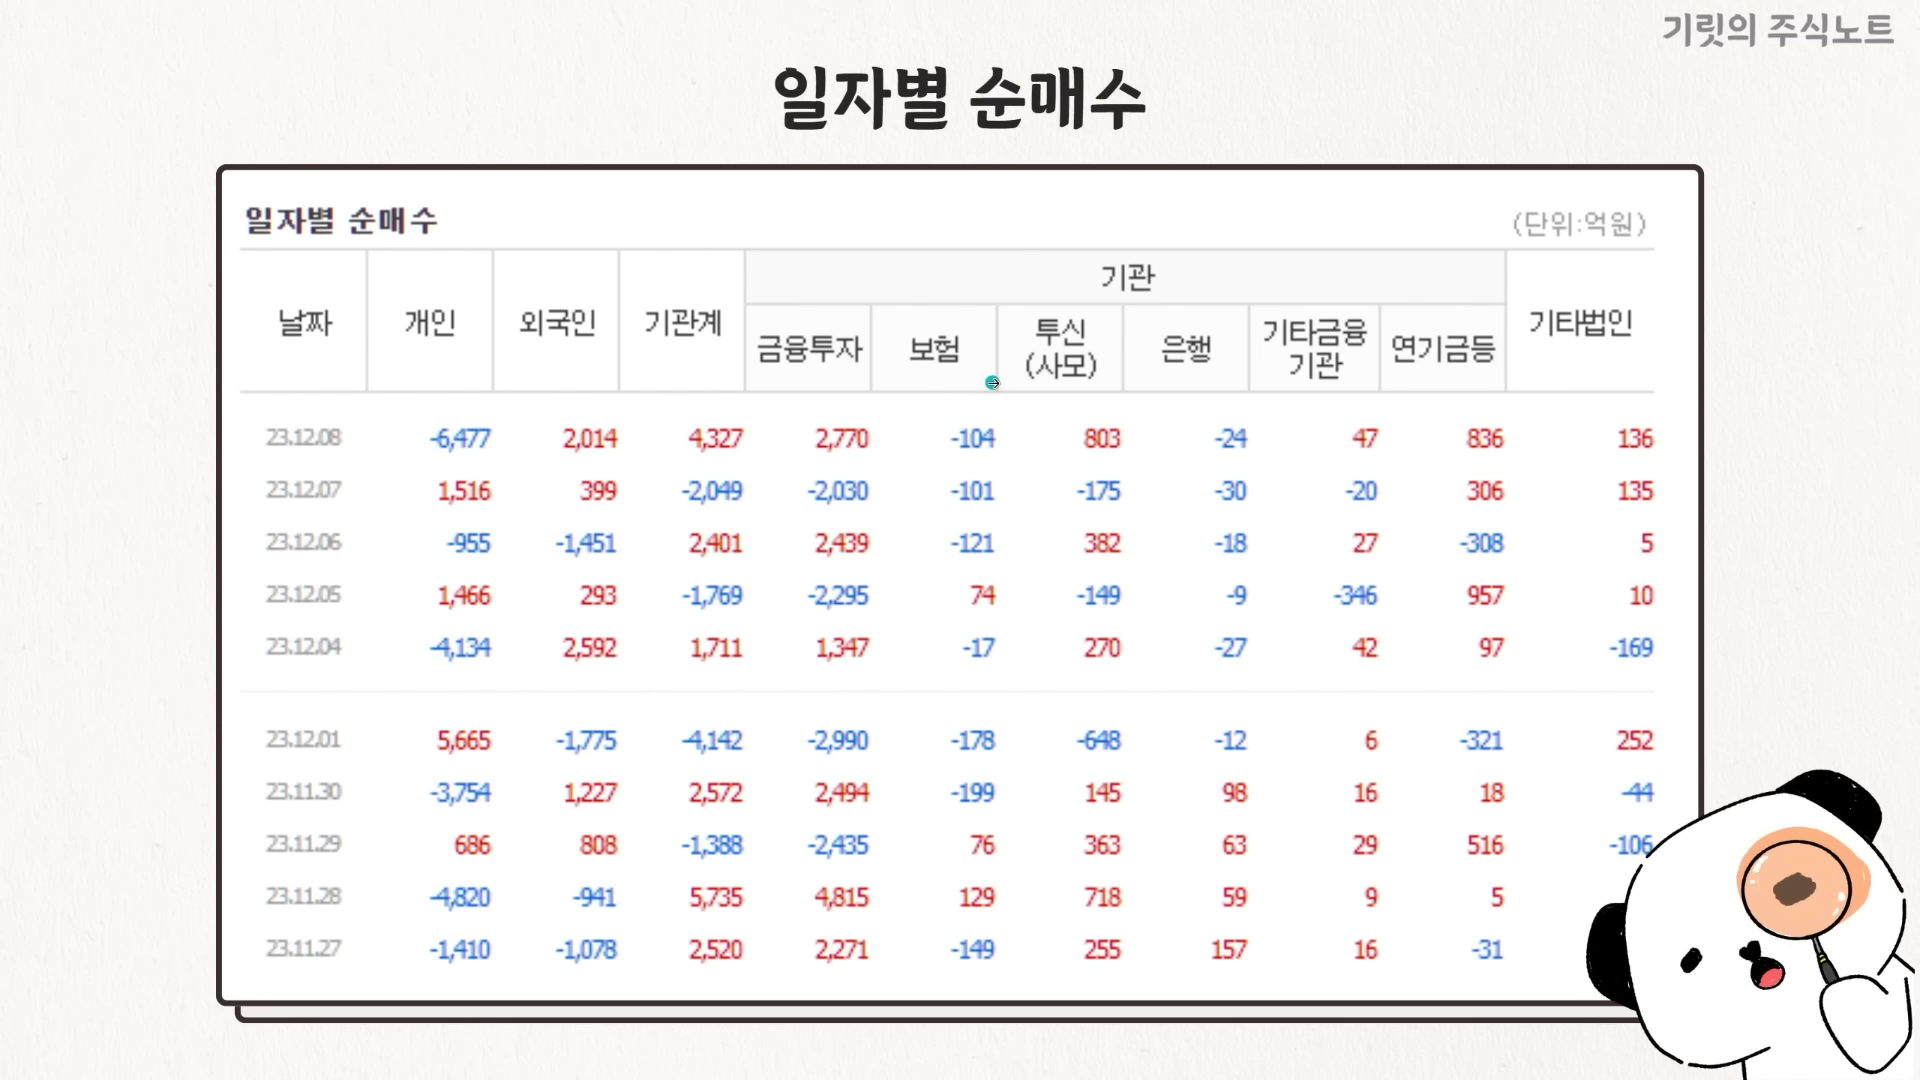 기릿의 주식노트
일자별 순매수
일자별 순매수 (단위:억원)
날짜 개인 외국인 기관계 기관 기타법인
금융투자 보험 투신(사모) 은행 기타금융기관 연기금등
23.12.08 -6,477 2,014 4,327 2,770 -104 803 -24 47 836 136
23.12.07 1,516 399 -2,049 -2,030 -101 -175 -30 -20 306 135
23.12.06 -955 -1,451 2,401 2,439 -121 382 -18 27 -308 5
23.12.05 1,466 293 -1,769 -2,295 74 -149 -9 -346 957 10
23.12.04 -4,134 2,592 1,711 1,347 -17 270 -27 42 97 -169
23.12.01 5,665 -1,775 -4,142 -2,990 -178 -648 -12 6 -321 252
23.11.30 -3,754 1,227 2,572 2,494 -199 145 98 16 18 -44
23.11.29 686 808 -1,388 -2,435 76 363 63 29 516 -106
23.11.28 -4,820 -941 5,735 4,815 129 718 59 9 5
23.11.27 -1,410 -1,078 2,520 2,271 -149 255 157 16 -31